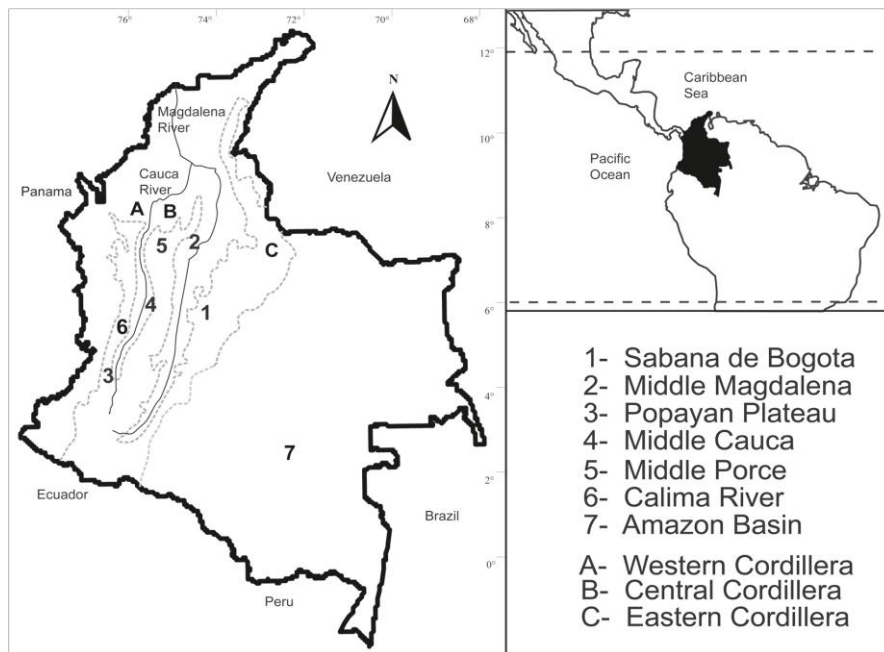 76°
74°
72°
70°
68°
12°
10°
8°
6°
4°
2°
0°
N
Magdalena
River
Cauca
River
Panama
Venezuela
A
B
C
5
2
4
1
6
3
7
Ecuador
Peru
Brazil
Caribbean
Sea
Pacific
Ocean
1- Sabana de Bogota
2- Middle Magdalena
3- Popayan Plateau
4- Middle Cauca
5- Middle Porce
6- Calima River
7- Amazon Basin
A- Western Cordillera
B- Central Cordillera
C- Eastern Cordillera